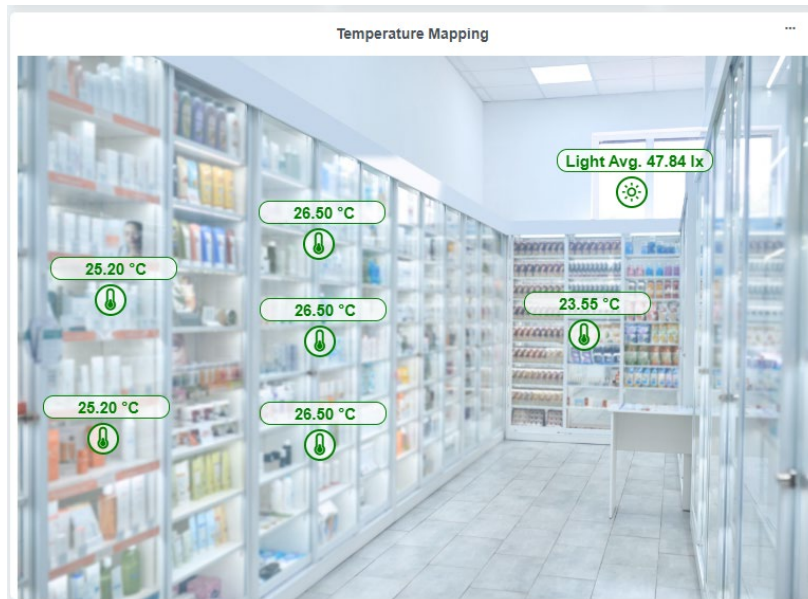 Temperature Mapping
...
Light Avg. 47.84 lx
26.50 °C
25.20 °C
26.50 °C
23.55 °C
25.20 °C
26.50 °C